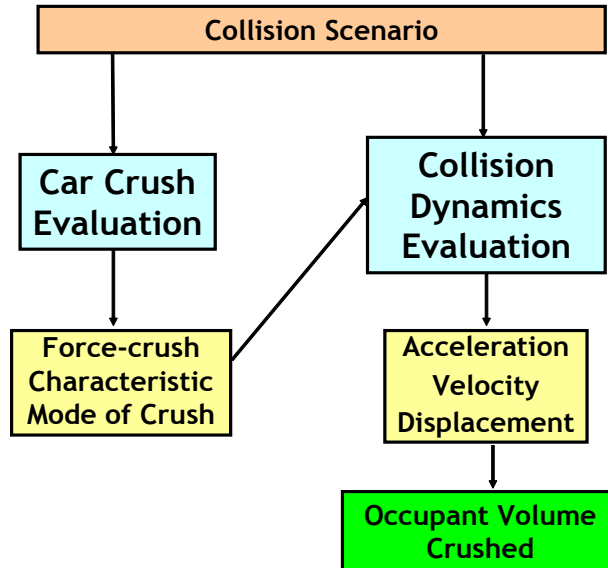 Collision Scenario
Car Crush
Evaluation
Collision
Dynamics
Evaluation
Force-crush
Characteristic
Mode of Crush
Acceleration
Velocity
Displacement
Occupant Volume
Crushed